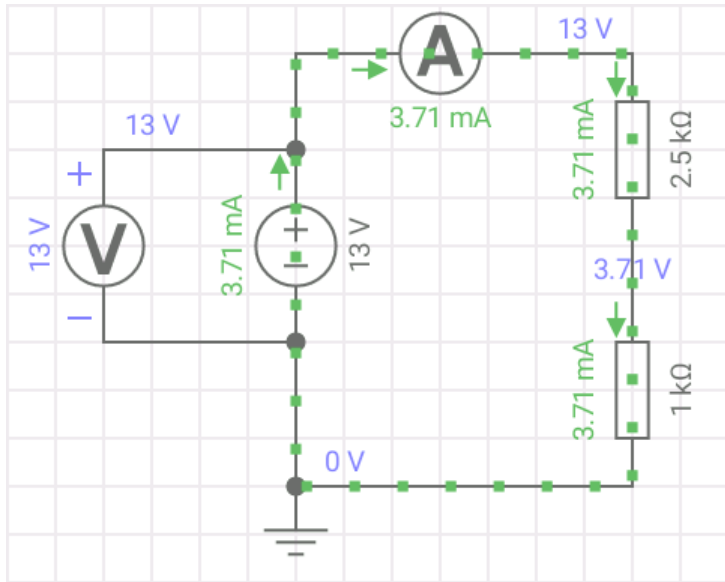 13 V
A
3.71 mA
13 V
+
V
−
13 V
3.71 mA
+
−
13 V
3.71 mA
2.5 kΩ
3.71 V
3.71 mA
1 kΩ
0 V